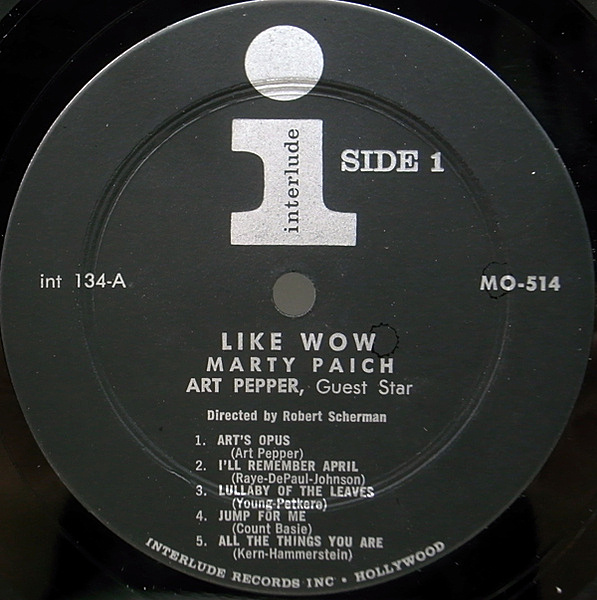 interlude
SIDE 1
int 134-A
MO-514
LIKE WOW
MARTY PAICH
ART PEPPER, Guest Star
Directed by Robert Scherman
1. ART'S OPUS
(Art Pepper)
2. I'LL REMEMBER APRIL
(Raye-DePaul-Johnson)
3. LULLABY OF THE LEAVES
(Young-Petkere)
4. JUMP FOR ME
(Count Basie)
5. ALL THE THINGS YOU ARE
(Kern-Hammerstein)
INTERLUDE RECORDS INC • HOLLYWOOD